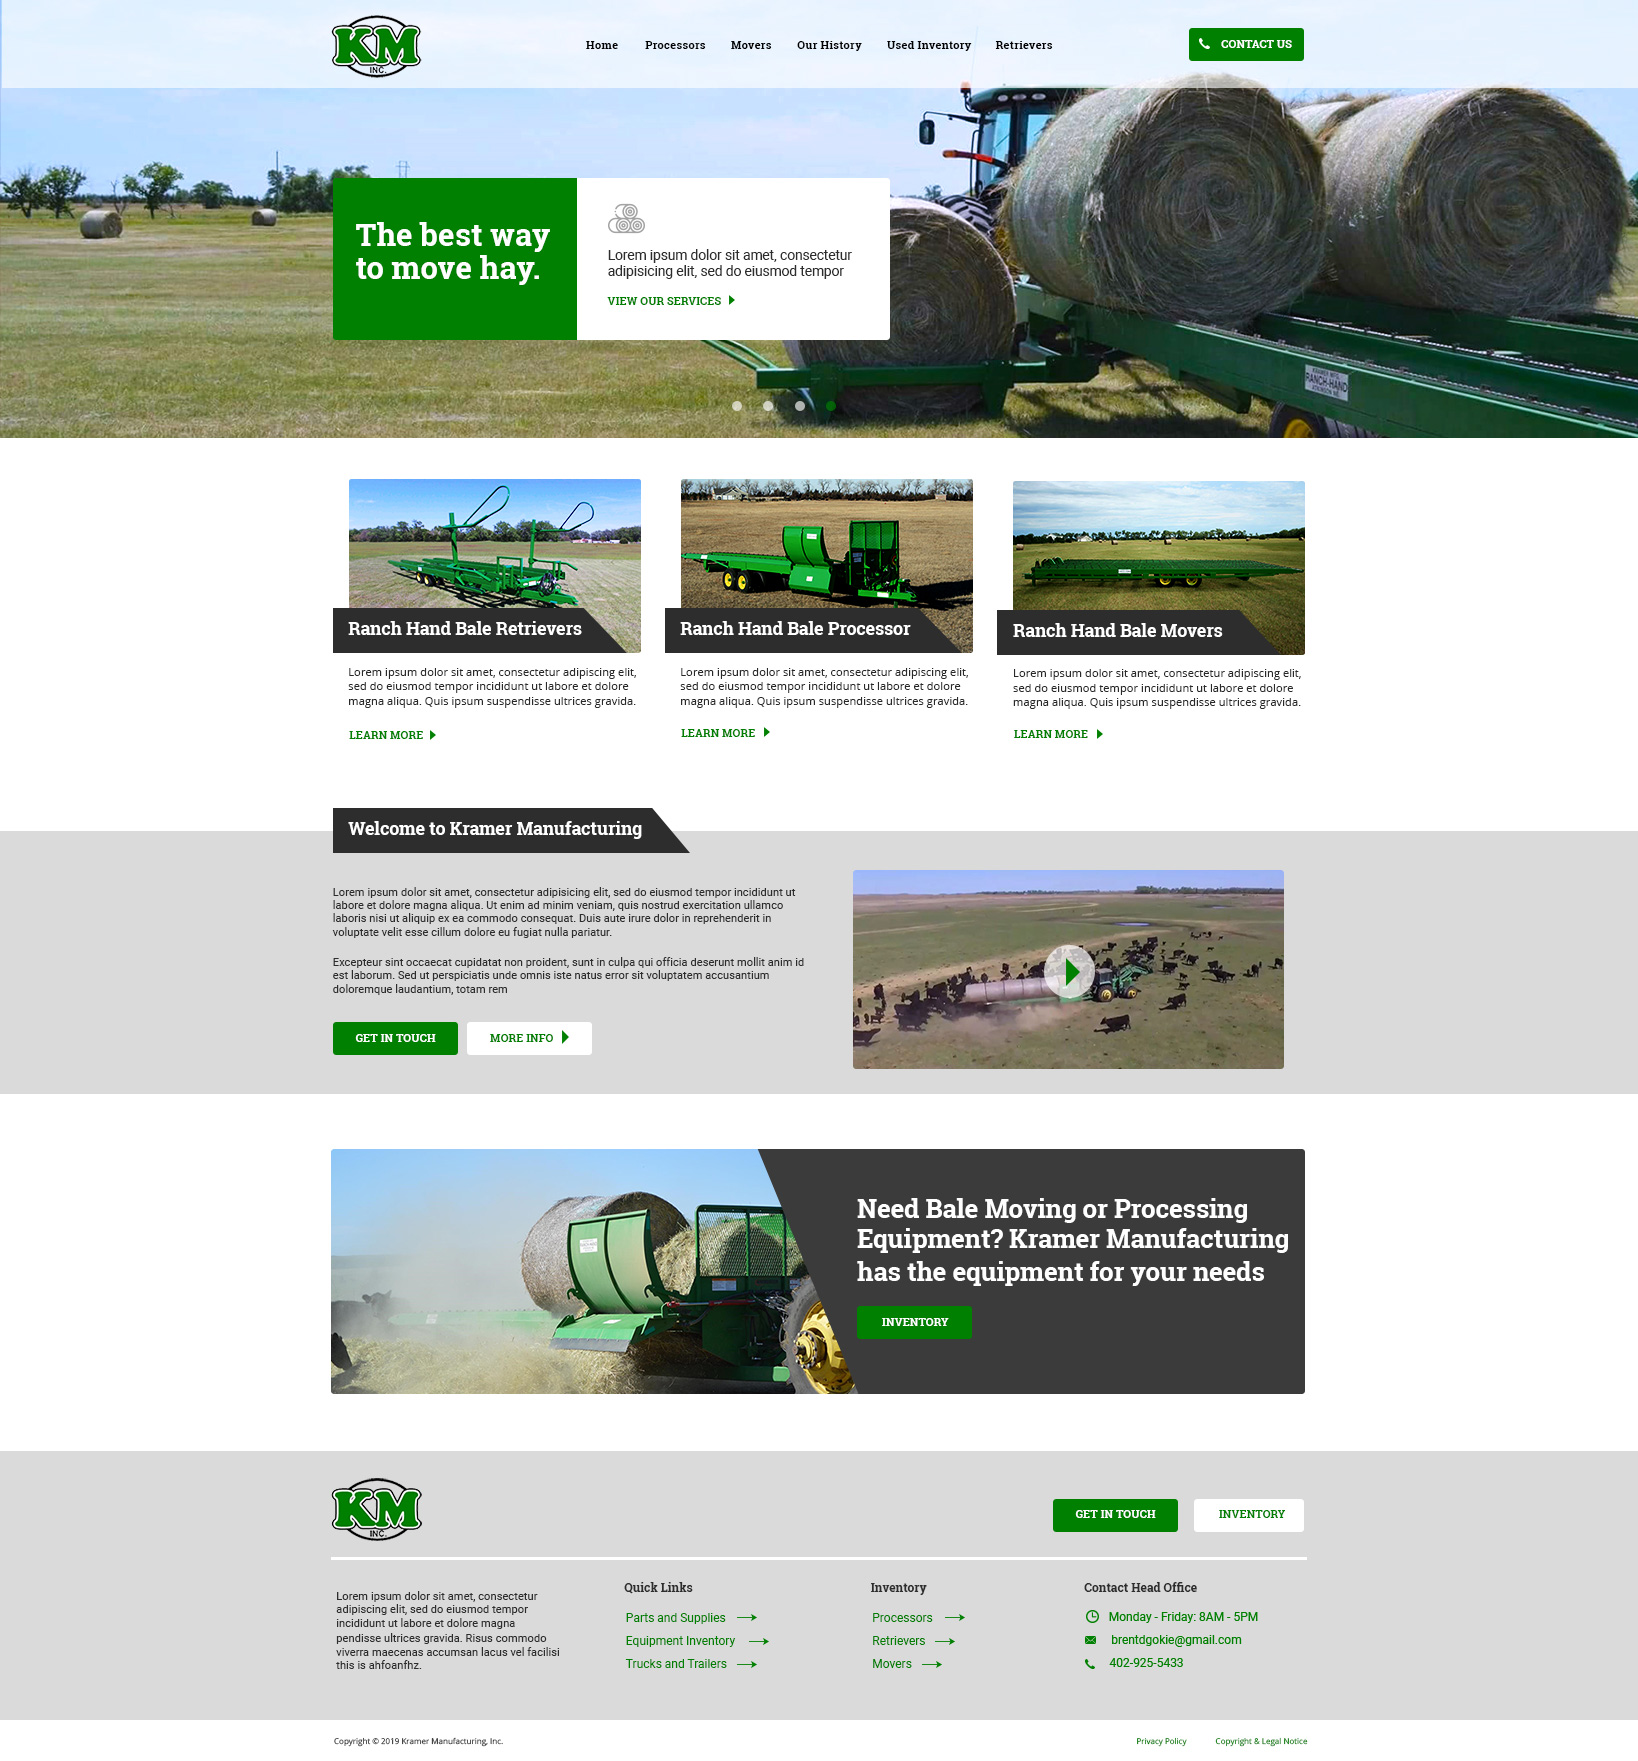 KM
INC.
Home
Processors
Movers
Our History
Used Inventory
Retrievers
CONTACT US
The best way
to move hay.
Lorem ipsum dolor sit amet, consectetur
adipisicing elit, sed do eiusmod tempor
VIEW OUR SERVICES
KRAMER MFG.
RANCH-HAND
ATKINSON NE.
Ranch Hand Bale Retrievers
Lorem ipsum dolor sit amet, consectetur adipiscing elit,
sed do eiusmod tempor incididunt ut labore et dolore
magna aliqua. Quis ipsum suspendisse ultrices gravida.
LEARN MORE
Ranch Hand Bale Processor
Lorem ipsum dolor sit amet, consectetur adipiscing elit,
sed do eiusmod tempor incididunt ut labore et dolore
magna aliqua. Quis ipsum suspendisse ultrices gravida.
LEARN MORE
Ranch Hand Bale Movers
Lorem ipsum dolor sit amet, consectetur adipiscing elit,
sed do eiusmod tempor incididunt ut labore et dolore
magna aliqua. Quis ipsum suspendisse ultrices gravida.
LEARN MORE
Welcome to Kramer Manufacturing
Lorem ipsum dolor sit amet, consectetur adipisicing elit, sed do eiusmod tempor incididunt ut
labore et dolore magna aliqua. Ut enim ad minim veniam, quis nostrud exercitation ullamco
laboris nisi ut aliquip ex ea commodo consequat. Duis aute irure dolor in reprehenderit in
voluptate velit esse cillum dolore eu fugiat nulla pariatur.
Excepteur sint occaecat cupidatat non proident, sunt in culpa qui officia deserunt mollit anim id
est laborum. Sed ut perspiciatis unde omnis iste natus error sit voluptatem accusantium
doloremque laudantium, totam rem
GET IN TOUCH
MORE INFO
Need Bale Moving or Processing
Equipment? Kramer Manufacturing
has the equipment for your needs
INVENTORY
KM
INC.
GET IN TOUCH
INVENTORY
Lorem ipsum dolor sit amet, consectetur
adipiscing elit, sed do eiusmod tempor
incididunt ut labore et dolore magna
pendisse ultrices gravida. Risus commodo
viverra maecenas accumsan lacus vel facilisi
this is ahfoanfhz.
Quick Links
Parts and Supplies
Equipment Inventory
Trucks and Trailers
Inventory
Processors
Retrievers
Movers
Contact Head Office
Monday - Friday: 8AM - 5PM
brentdgokie@gmail.com
402-925-5433
Copyright © 2019 Kramer Manufacturing, Inc.
Privacy Policy
Copyright & Legal Notice